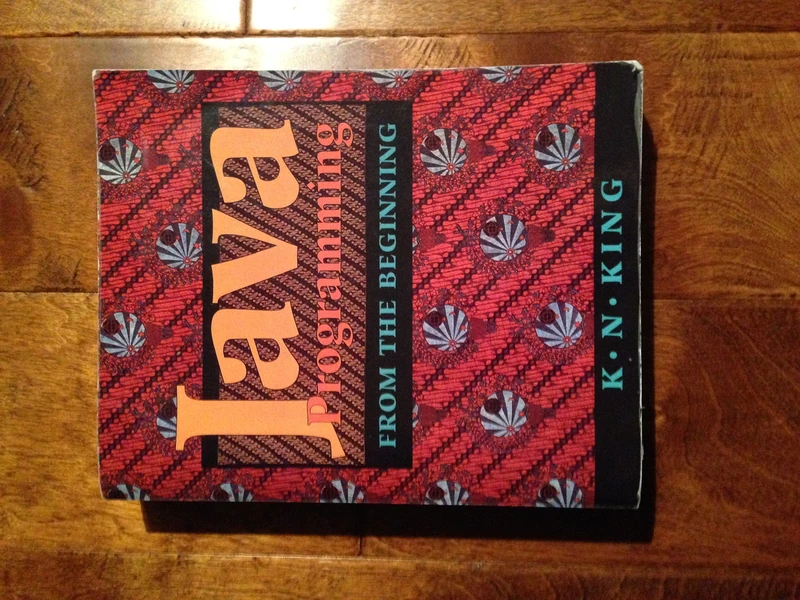 Java
Programming
FROM THE BEGINNING
K•N•KING